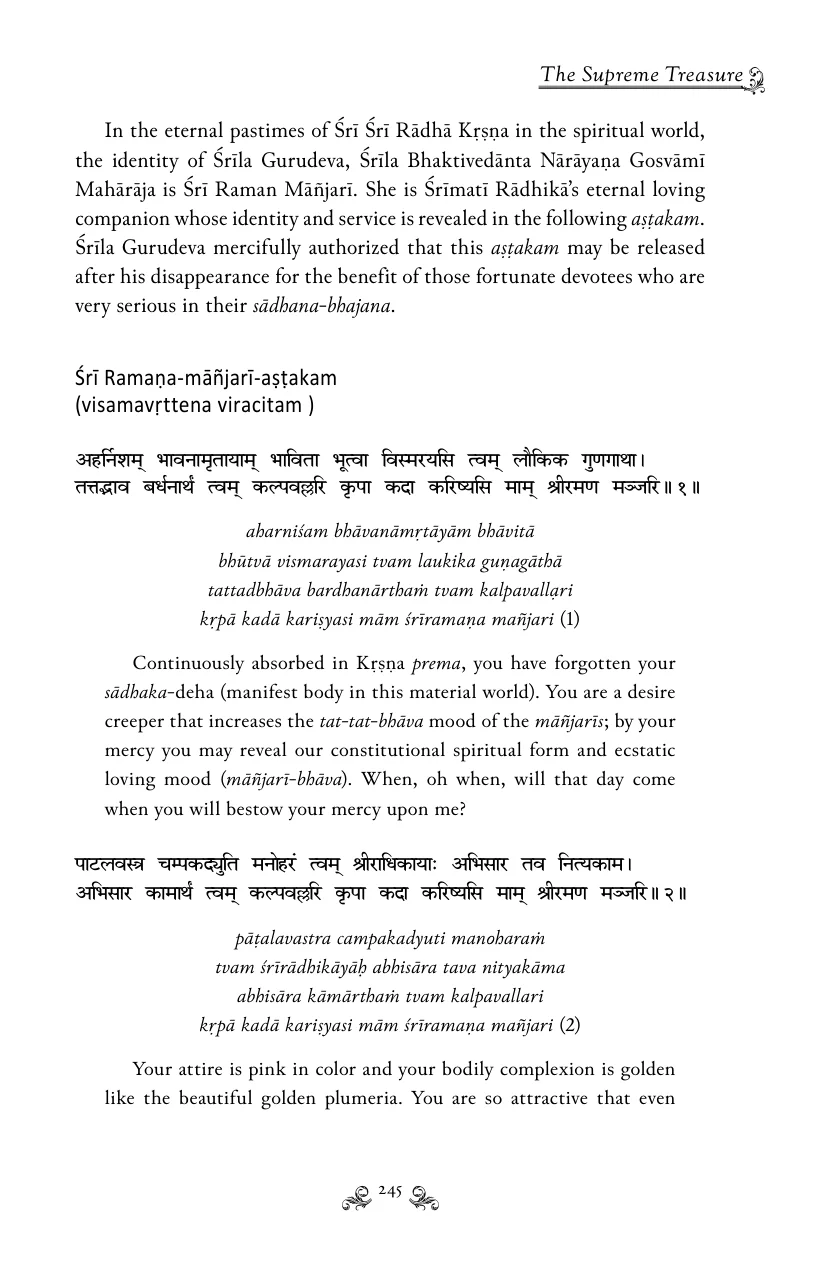 The Supreme Treasure
In the eternal pastimes of Śrī Śrī Rādhā Kṛṣṇa in the spiritual world,
the identity of Śrīla Gurudeva, Śrīla Bhaktivedānta Nārāyaṇa Gosvāmī
Mahārāja is Śrī Raman Māñjarī. She is Śrīmatī Rādhikā’s eternal loving
companion whose identity and service is revealed in the following aṣṭakam.
Śrīla Gurudeva mercifully authorized that this aṣṭakam may be released
after his disappearance for the benefit of those fortunate devotees who are
very serious in their sādhana-bhajana.
Śrī Ramaṇa-māñjarī-aṣṭakam
(visamavṛttena viracitam )
अहर्निशम् भावनामृतायाम् भाविता भूत्वा विस्मरयसि त्वम् लौकिक गुणगाथा।
तत्तद्भाव बर्धनार्थं त्वम् कल्पवल्लरि कृपा कदा करिष्यसि माम् श्रीरमण मञ्जरि॥ १॥
aharniśam bhāvanāmṛtāyām bhāvitā
bhūtvā vismarayasi tvam laukika guṇagāthā
tattadbhāva bardhanārthaṁ tvam kalpavallạri
kṛpā kadā kariṣyasi mām śrīramaṇa mañjari (1)
Continuously absorbed in Kṛṣṇa prema, you have forgotten your
sādhaka-deha (manifest body in this material world). You are a desire
creeper that increases the tat-tat-bhāva mood of the māñjarīs; by your
mercy you may reveal our constitutional spiritual form and ecstatic
loving mood (māñjarī-bhāva). When, oh when, will that day come
when you will bestow your mercy upon me?
पाटलवस्त्र चम्पकद्युति मनोहरं त्वम् श्रीराधिकायाः अभिसार तव नित्यकाम।
अभिसार कामार्थं त्वम् कल्पवल्लरि कृपा कदा करिष्यसि माम् श्रीरमण मञ्जरि॥ २॥
pāṭalavastra campakadyuti manoharaṁ
tvam śrīrādhikāyāḥ abhisāra tava nityakāma
abhisāra kāmārthaṁ tvam kalpavallari
kṛpā kadā kariṣyasi mām śrīramaṇa mañjari (2)
Your attire is pink in color and your bodily complexion is golden
like the beautiful golden plumeria. You are so attractive that even
245